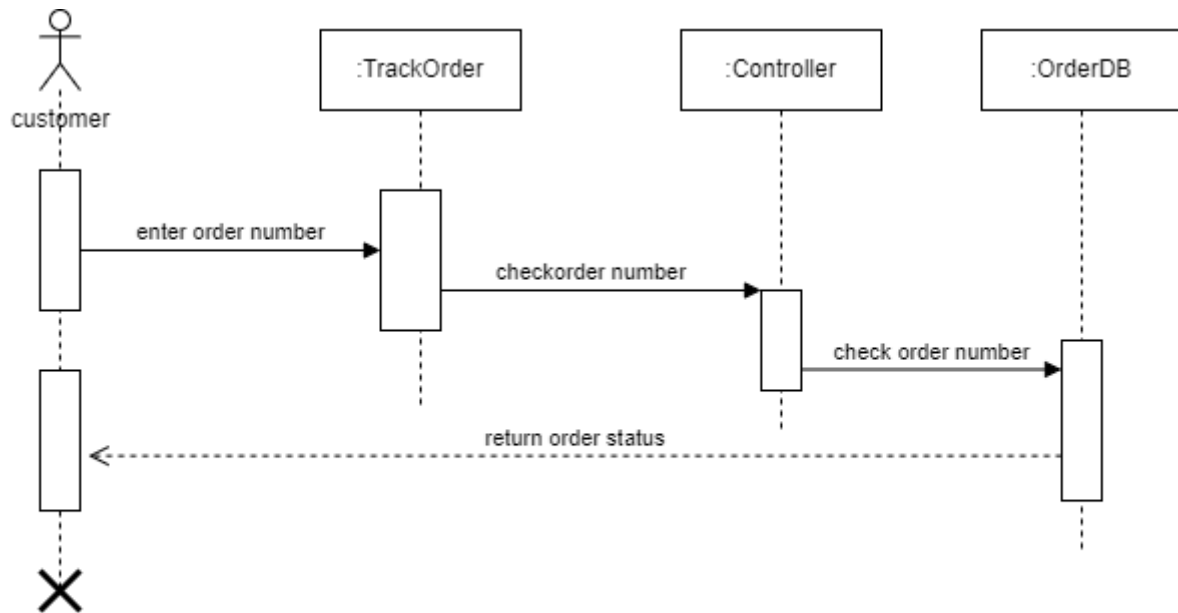 :TrackOrder
:Controller
:OrderDB
customer
enter order number
checkorder number
check order number
return order status